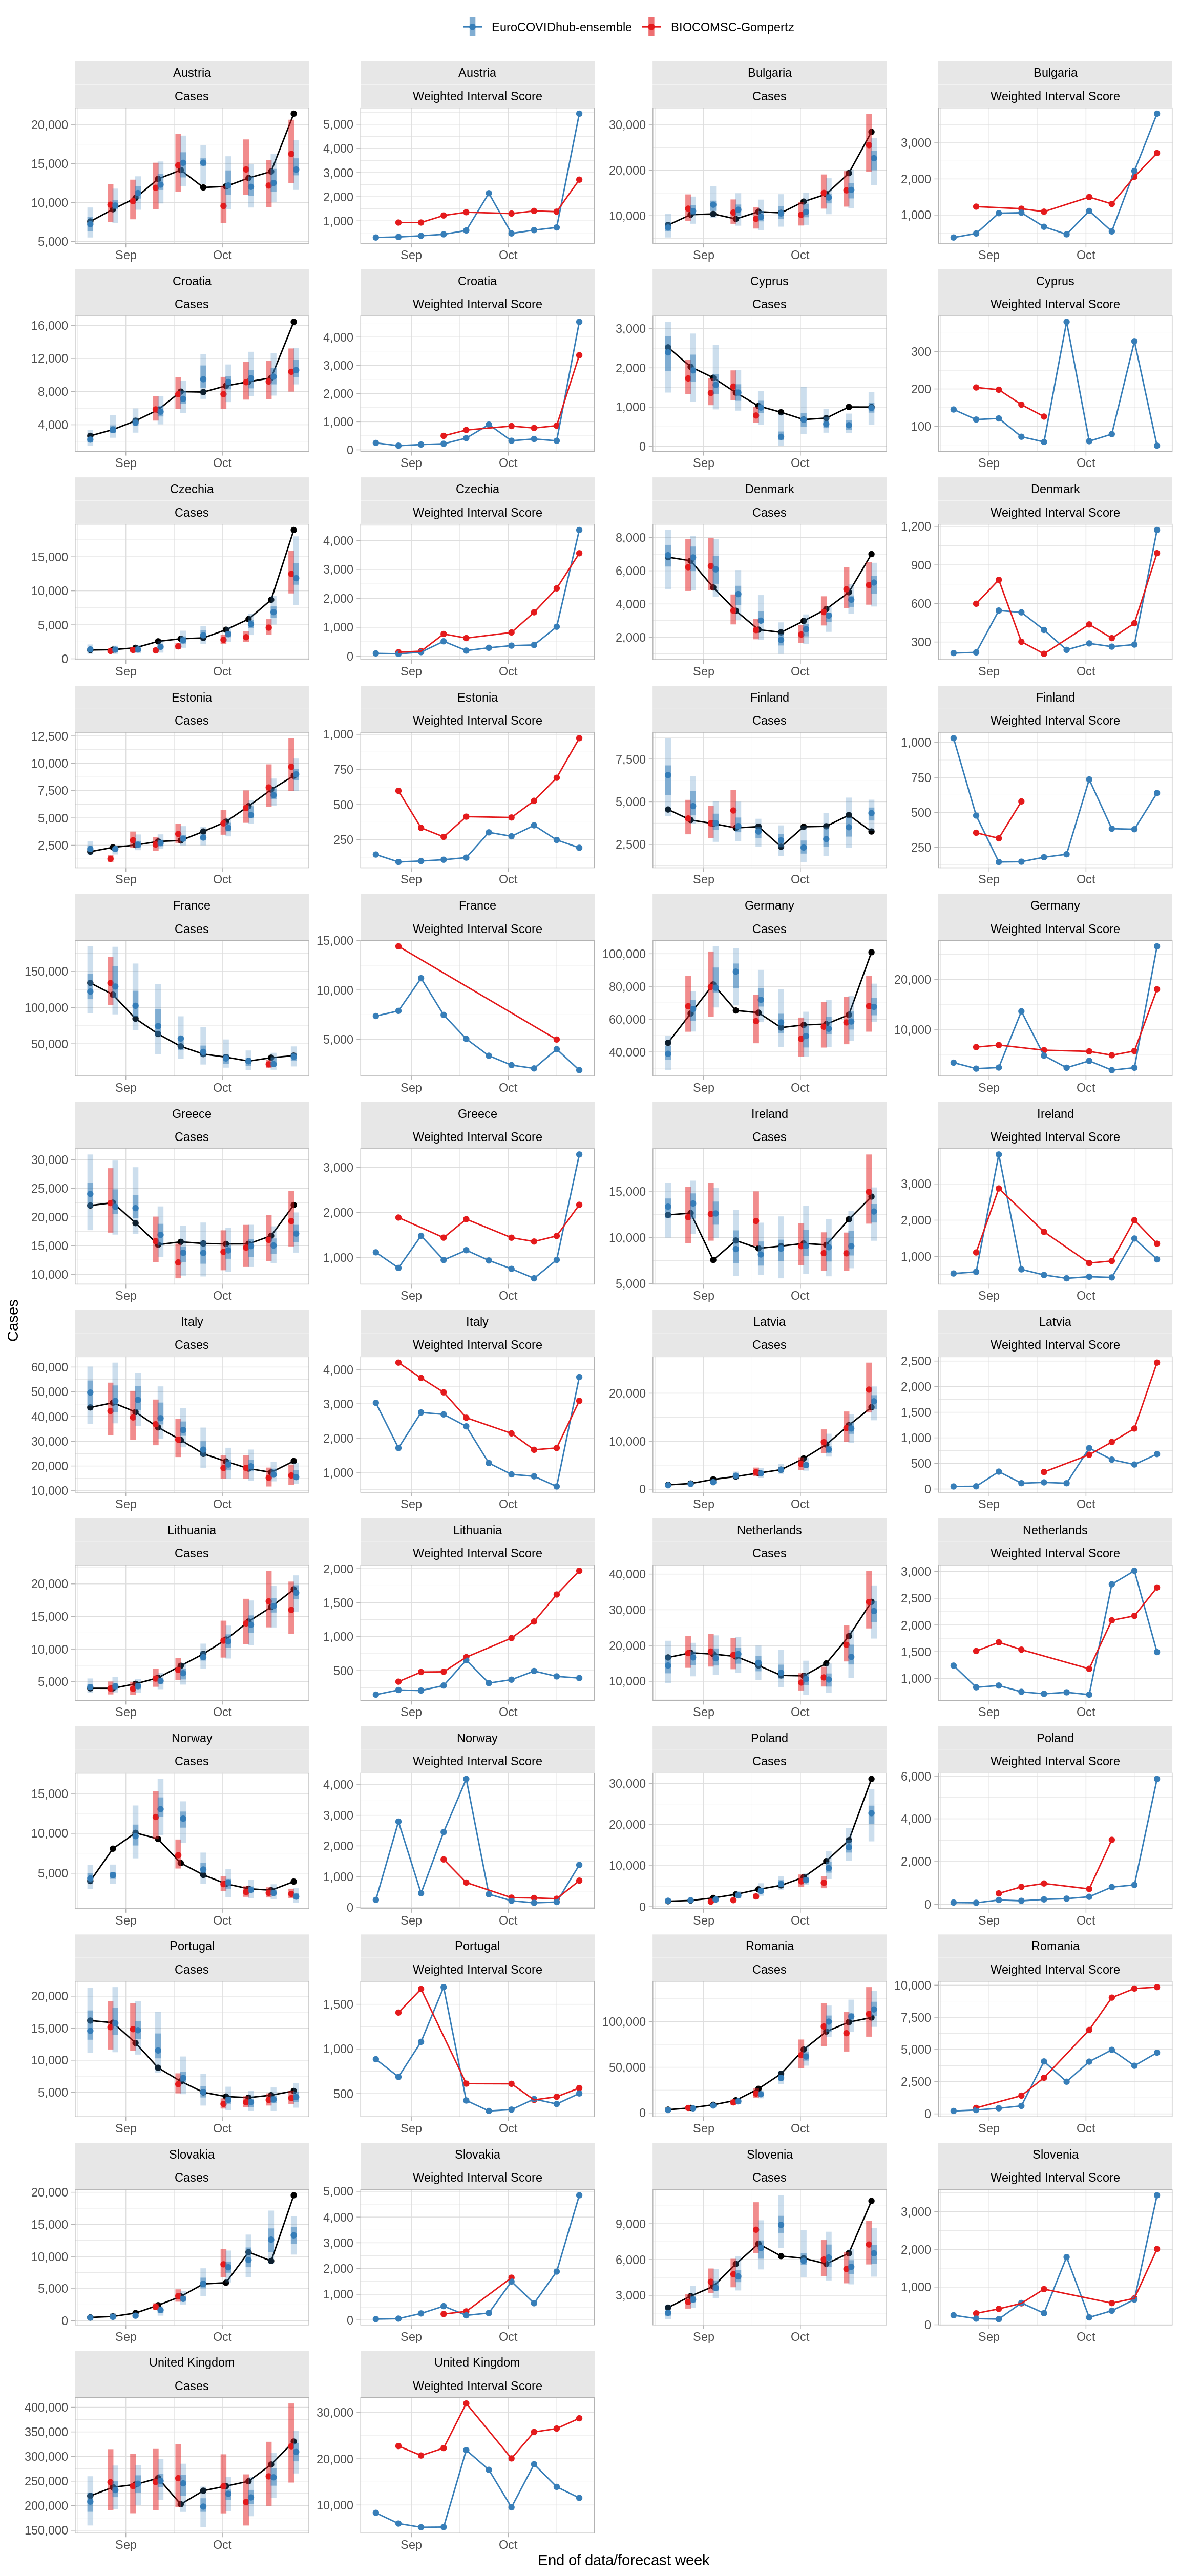 EuroCOVIDhub-ensemble BIOCOMSC-Gompertz
Austria Austria Bulgaria Bulgaria
Cases Weighted Interval Score Cases Weighted Interval Score
20,000 15,000 10,000 5,000
5,000 4,000 3,000 2,000 1,000
30,000 20,000 10,000
3,000 2,000 1,000
Sep Oct Sep Oct Sep Oct Sep Oct
Croatia Croatia Cyprus Cyprus
Cases Weighted Interval Score Cases Weighted Interval Score
16,000 12,000 8,000 4,000
4,000 3,000 2,000 1,000 0
3,000 2,000 1,000 0
300 200 100
Sep Oct Sep Oct Sep Oct Sep Oct
Czechia Czechia Denmark Denmark
Cases Weighted Interval Score Cases Weighted Interval Score
15,000 10,000 5,000 0
4,000 3,000 2,000 1,000 0
8,000 6,000 4,000 2,000
1,200 900 600 300
Sep Oct Sep Oct Sep Oct Sep Oct
Estonia Estonia Finland Finland
Cases Weighted Interval Score Cases Weighted Interval Score
12,500 10,000 7,500 5,000 2,500
1,000 750 500 250
7,500 5,000 2,500
1,000 750 500 250
Sep Oct Sep Oct Sep Oct Sep Oct
France France Germany Germany
Cases Weighted Interval Score Cases Weighted Interval Score
150,000 100,000 50,000
15,000 10,000 5,000
100,000 80,000 60,000 40,000
20,000 10,000
Sep Oct Sep Oct Sep Oct Sep Oct
Greece Greece Ireland Ireland
Cases Weighted Interval Score Cases Weighted Interval Score
30,000 25,000 20,000 15,000 10,000
3,000 2,000 1,000
15,000 10,000 5,000
3,000 2,000 1,000
Sep Oct Sep Oct Sep Oct Sep Oct
Cases
Italy Italy Latvia Latvia
Cases Weighted Interval Score Cases Weighted Interval Score
60,000 50,000 40,000 30,000 20,000 10,000
4,000 3,000 2,000 1,000
20,000 10,000 0
2,500 2,000 1,500 1,000 500 0
Sep Oct Sep Oct Sep Oct Sep Oct
Lithuania Lithuania Netherlands Netherlands
Cases Weighted Interval Score Cases Weighted Interval Score
20,000 15,000 10,000 5,000
2,000 1,500 1,000 500
40,000 30,000 20,000 10,000
3,000 2,500 2,000 1,500 1,000
Sep Oct Sep Oct Sep Oct Sep Oct
Norway Norway Poland Poland
Cases Weighted Interval Score Cases Weighted Interval Score
15,000 10,000 5,000
4,000 3,000 2,000 1,000 0
30,000 20,000 10,000 0
6,000 4,000 2,000 0
Sep Oct Sep Oct Sep Oct Sep Oct
Portugal Portugal Romania Romania
Cases Weighted Interval Score Cases Weighted Interval Score
20,000 15,000 10,000 5,000
1,500 1,000 500
100,000 50,000 0
10,000 7,500 5,000 2,500 0
Sep Oct Sep Oct Sep Oct Sep Oct
Slovakia Slovakia Slovenia Slovenia
Cases Weighted Interval Score Cases Weighted Interval Score
20,000 15,000 10,000 5,000 0
5,000 4,000 3,000 2,000 1,000 0
9,000 6,000 3,000
3,000 2,000 1,000 0
Sep Oct Sep Oct Sep Oct Sep Oct
United Kingdom United Kingdom
Cases Weighted Interval Score
400,000 350,000 300,000 250,000 200,000 150,000
30,000 20,000 10,000
Sep Oct Sep Oct
End of data/forecast week